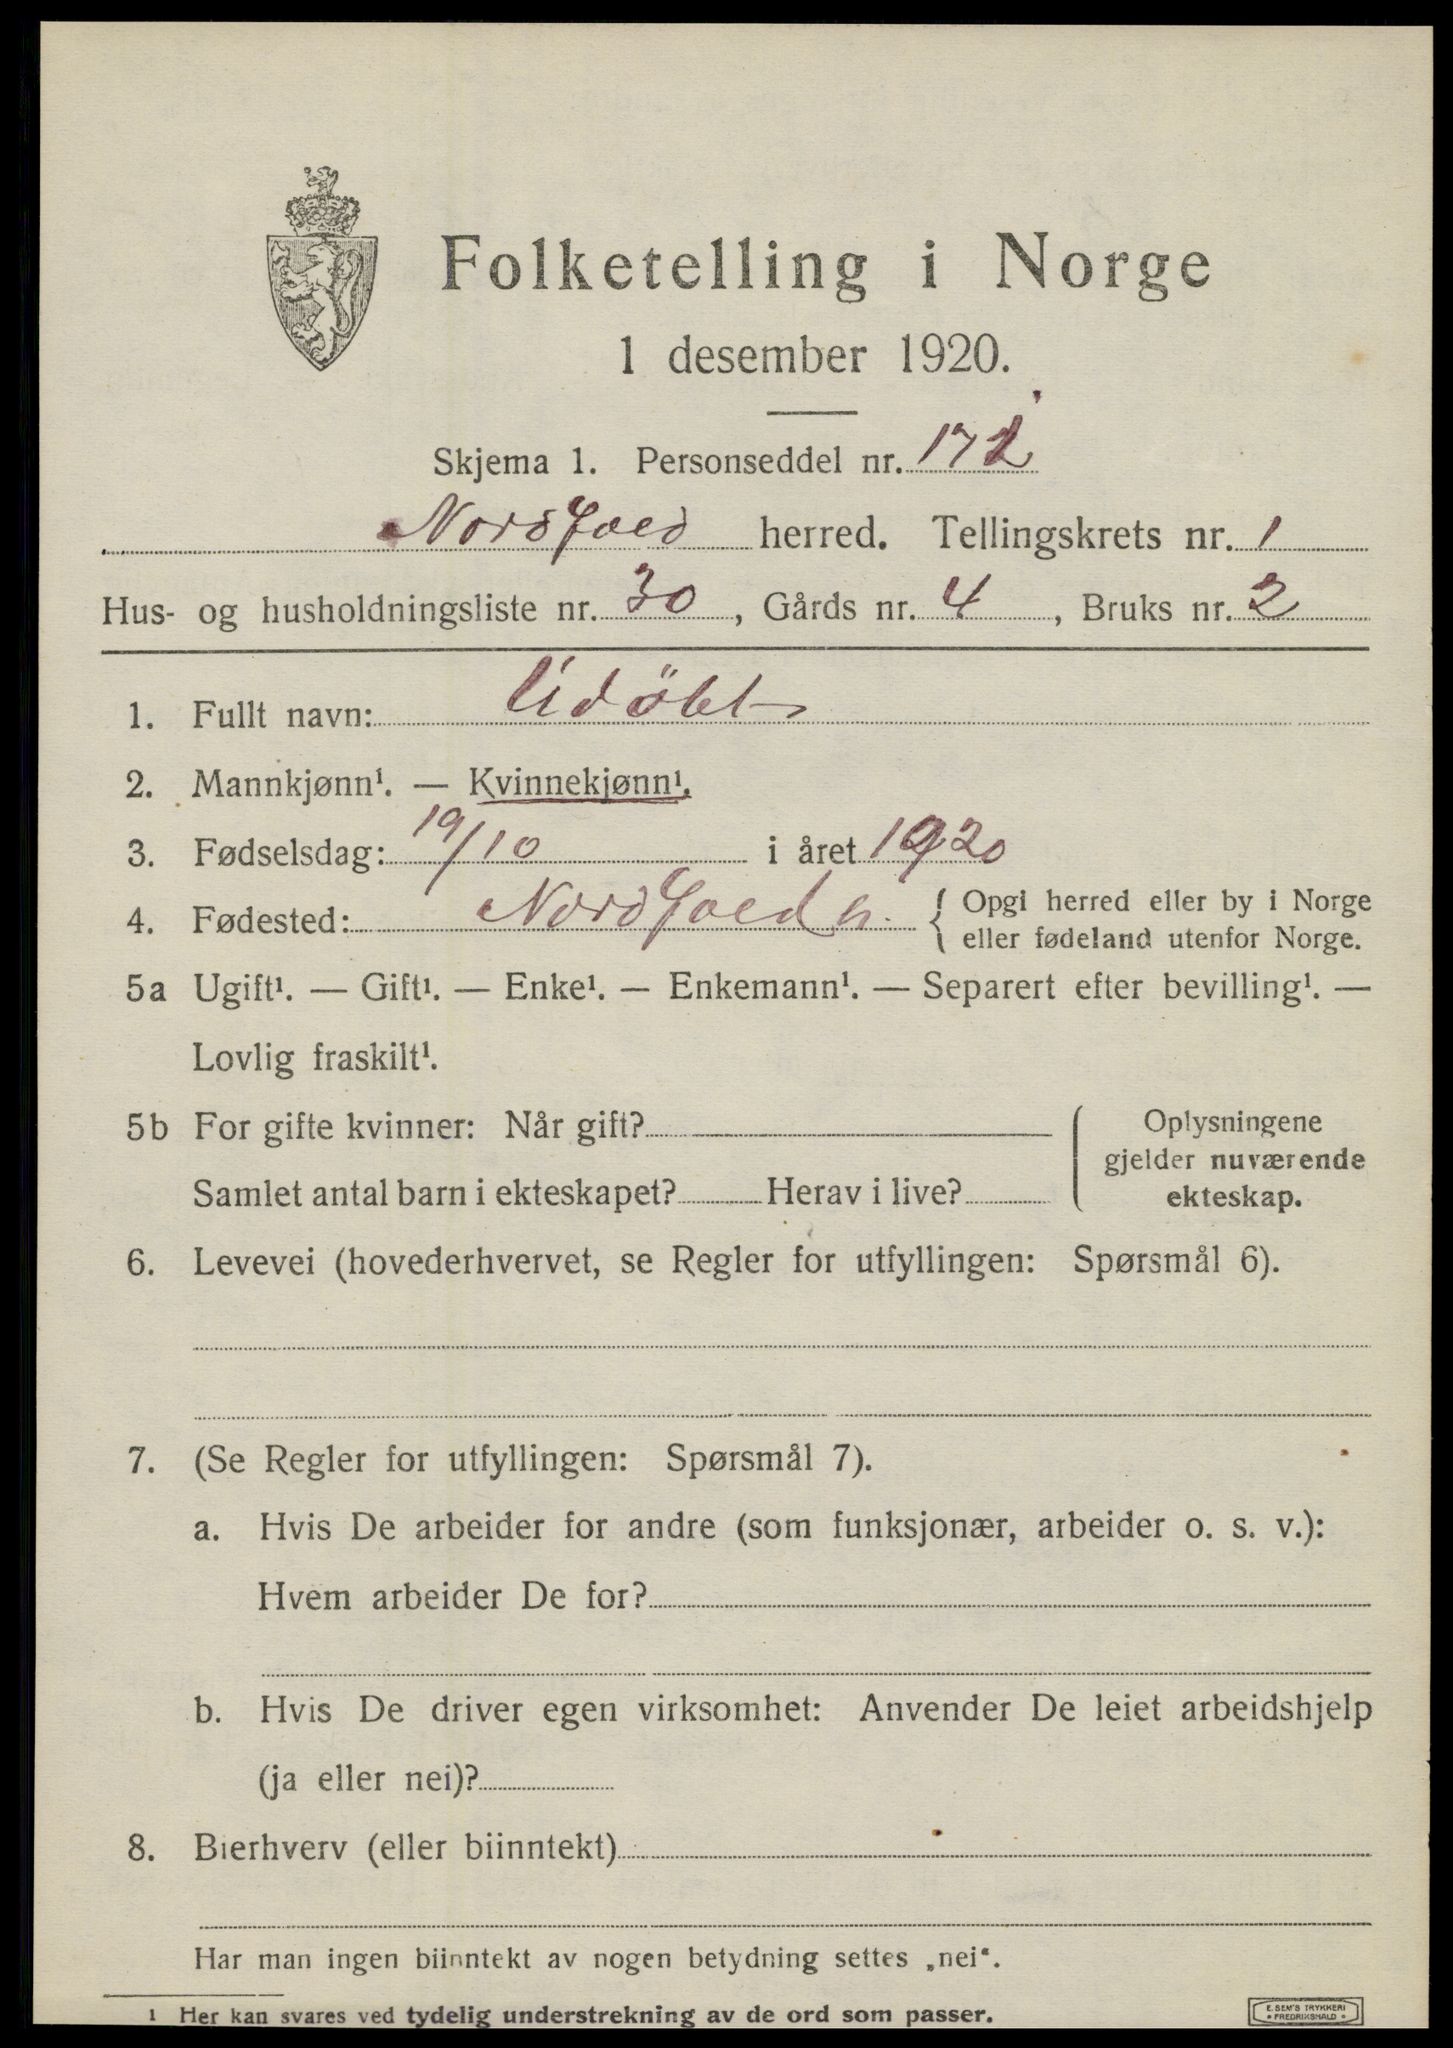 Folketelling i Norge
1 desember 1920.
Skjema 1. Personseddel nr. 172
Nordfold herred. Tellingskrets nr. 1
Hus- og husholdningsliste nr. 30, Gårds nr. 4, Bruks nr. 2
1. Fullt navn: Udöbt
2. Mannkjønn¹. — Kvinnekjønn¹.
3. Fødselsdag: 19/10 i året 1920
4. Fødested: Nordfold h. { Opgi herred eller by i Norge
eller fødeland utenfor Norge.
5a Ugift¹. — Gift¹. — Enke¹. — Enkemann¹. — Separert efter bevilling¹. —
Lovlig fraskilt¹.
5b For gifte kvinner: Når gift? { Oplysningene
gjelder nuværende
Samlet antal barn i ekteskapet? Herav i live? ekteskap.
6. Levevei (hovederhvervet, se Regler for utfyllingen: Spørsmål 6).
7. (Se Regler for utfyllingen: Spørsmål 7).
a. Hvis De arbeider for andre (som funksjonær, arbeider o. s. v.):
Hvem arbeider De for?
b. Hvis De driver egen virksomhet: Anvender De leiet arbeidshjelp
(ja eller nei)?
8. Bierhverv (eller biinntekt)
Har man ingen biinntekt av nogen betydning settes „nei“.
1 Her kan svares ved tydelig understrekning av de ord som passer.
E. SEM'S TRYKKERI
FREDRIKSHALD